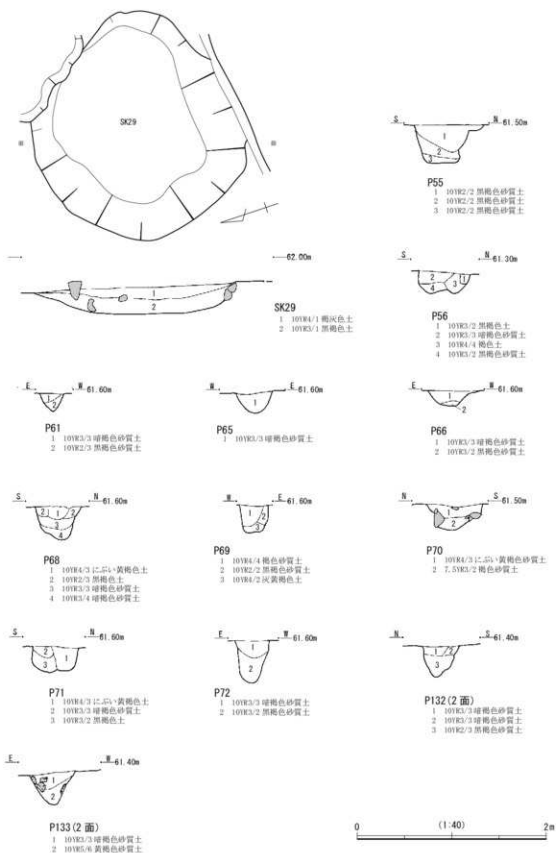 SK29
62.00m
SK29
1 10YR4/1 褐灰色土
2 10YR3/1 黒褐色土
S N 61.50m
P55
1 10YR2/2 黒褐色砂質土
2 10YR2/2 黒褐色砂質土
3 10YR2/2 黒褐色砂質土
S N 61.30m
P56
1 10YR3/2 黒褐色土
2 10YR3/3 暗褐色砂質土
3 10YR4/4 褐色土
4 10YR3/2 黒褐色砂質土
E W 61.60m
P61
1 10YR3/3 暗褐色砂質土
2 10YR2/3 黒褐色砂質土
W E 61.60m
P65
1 10YR3/3 暗褐色砂質土
E W 61.60m
P66
1 10YR3/3 暗褐色砂質土
2 10YR3/2 黒褐色砂質土
S N 61.60m
P68
1 10YR4/3 にぶい黄褐色土
2 10YR2/3 黒褐色土
3 10YR3/3 暗褐色砂質土
4 10YR3/4 暗褐色砂質土
W E 61.60m
P69
1 10YR4/4 褐色砂質土
2 10YR2/2 黒褐色砂質土
3 10YR4/2 灰黄褐色土
N S 61.50m
P70
1 10YR4/3 にぶい黄褐色砂質土
2 7.5YR3/2 褐色砂質土
S N 61.60m
P71
1 10YR4/3 にぶい黄褐色土
2 10YR3/3 暗褐色砂質土
3 10YR3/2 黒褐色土
E W 61.60m
P72
1 10YR3/3 暗褐色砂質土
2 10YR3/2 黒褐色砂質土
N S 61.40m
P132(2面)
1 10YR3/3 暗褐色砂質土
2 10YR3/3 暗褐色砂質土
3 10YR2/3 黒褐色砂質土
E W 61.40m
P133(2面)
1 10YR3/3 暗褐色砂質土
2 10YR5/6 黄褐色砂質土
0 (1:40) 2m